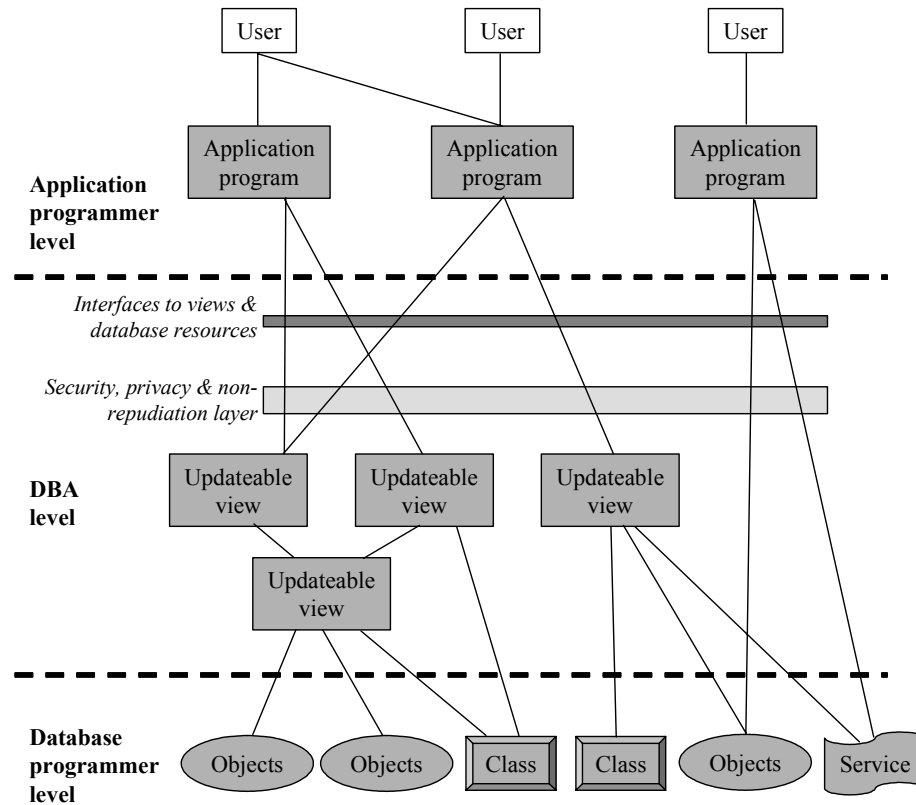 User
User
User
Application
program
Application
program
Application
program
Application
programmer
level
Interfaces to views &
database resources
Security, privacy & non-
repudiation layer
Updateable
view
Updateable
view
Updateable
view
DBA
level
Updateable
view
Database
programmer
level
Objects
Objects
Class
Class
Objects
Service